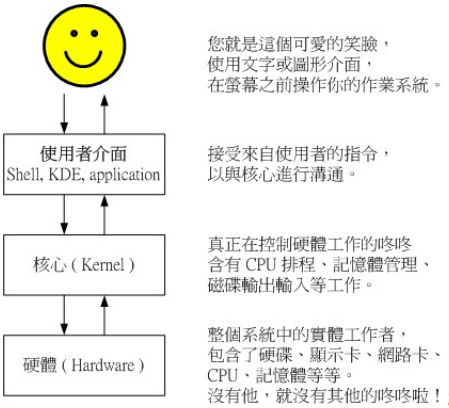 您就是這個可愛的笑臉，
使用文字或圖形介面，
在螢幕之前操作你的作業系統。
使用者介面
Shell, KDE, application
接受來自使用者的指令，
以與核心進行溝通。
核心 ( Kernel )
真正在控制硬體工作的咚咚
含有 CPU 排程、記憶體管理、
磁碟輸出輸入等工作。
硬體 ( Hardware )
整個系統中的實體工作者，
包含了硬碟、顯示卡、網路卡、
CPU、記憶體等等。
沒有他，就沒有其他的咚咚啦！